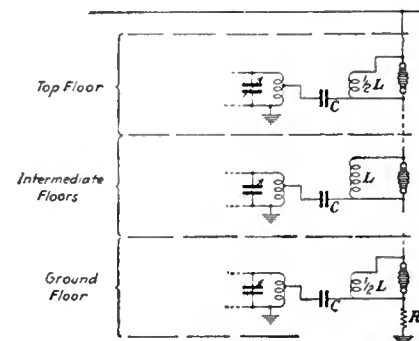 Top Floor
½L
C
Intermediate
Floors
L
C
Ground
Floor
½L
C
R